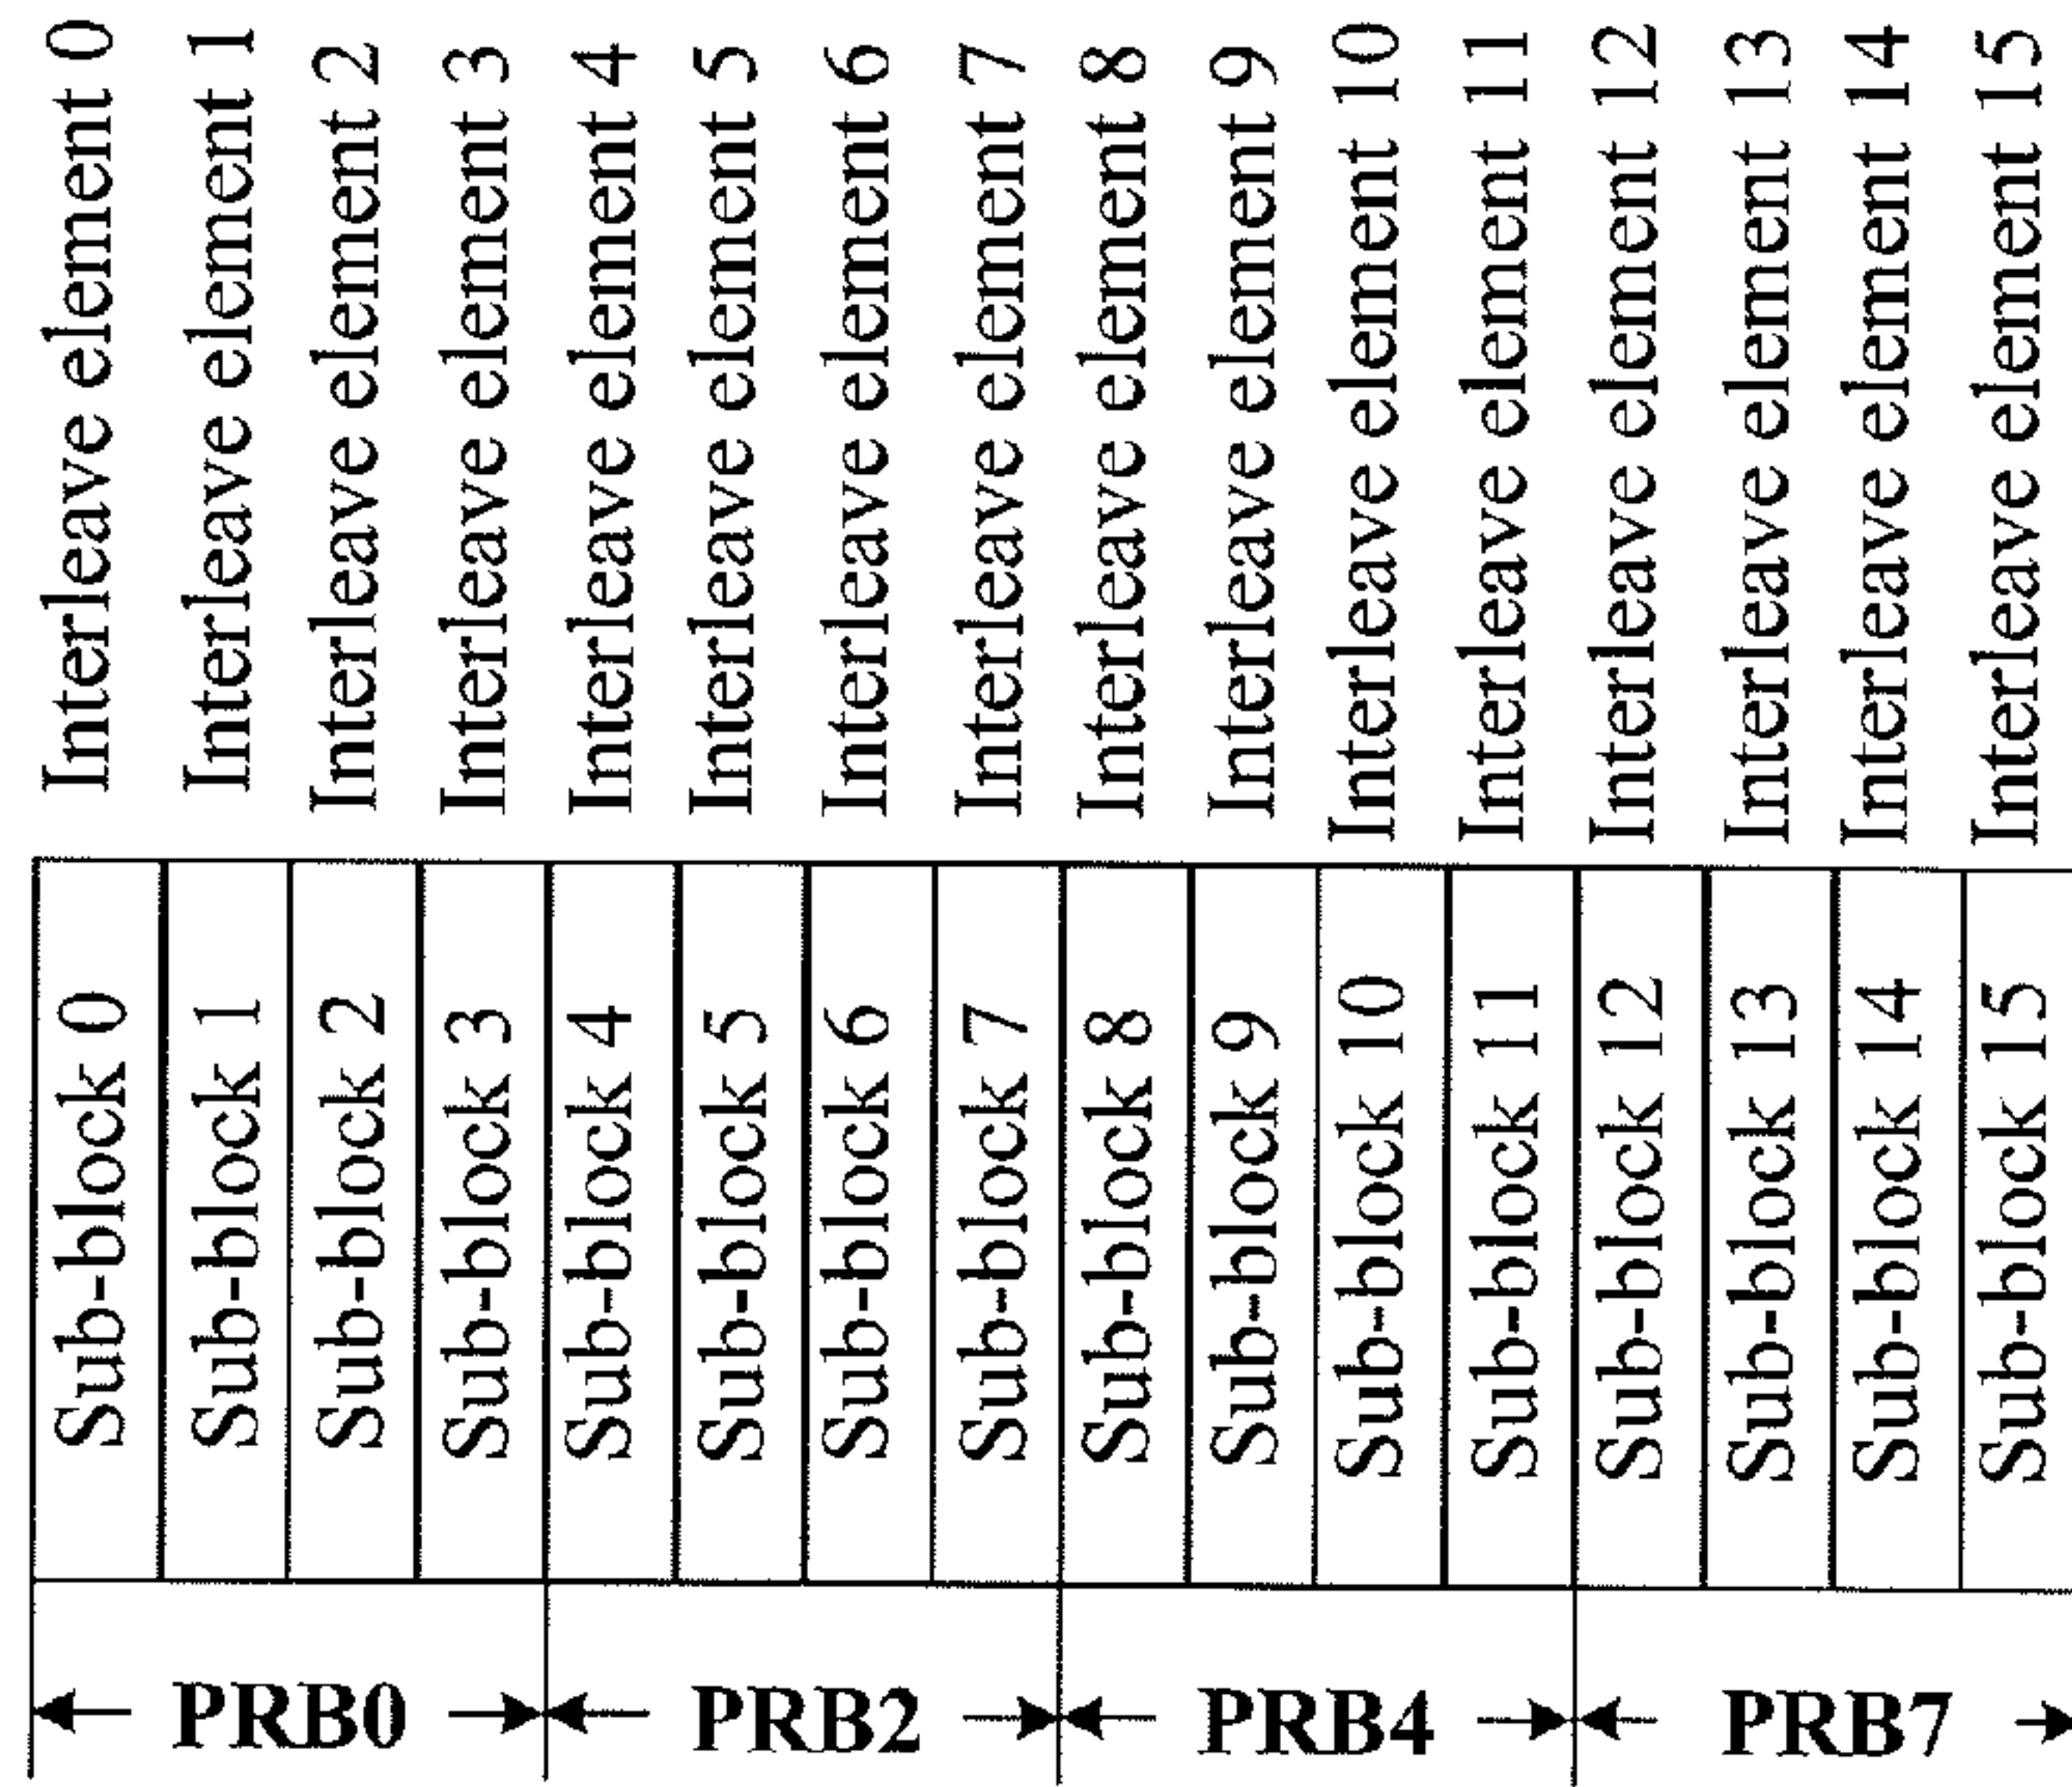 Interleave element 0
Interleave element 1
Interleave element 2
Interleave element 3
Interleave element 4
Interleave element 5
Interleave element 6
Interleave element 7
Interleave element 8
Interleave element 9
Interleave element 10
Interleave element 11
Interleave element 12
Interleave element 13
Interleave element 14
Interleave element 15
Sub-block 0
Sub-block 1
Sub-block 2
Sub-block 3
Sub-block 4
Sub-block 5
Sub-block 6
Sub-block 7
Sub-block 8
Sub-block 9
Sub-block 10
Sub-block 11
Sub-block 12
Sub-block 13
Sub-block 14
Sub-block 15
PRB0
PRB2
PRB4
PRB7